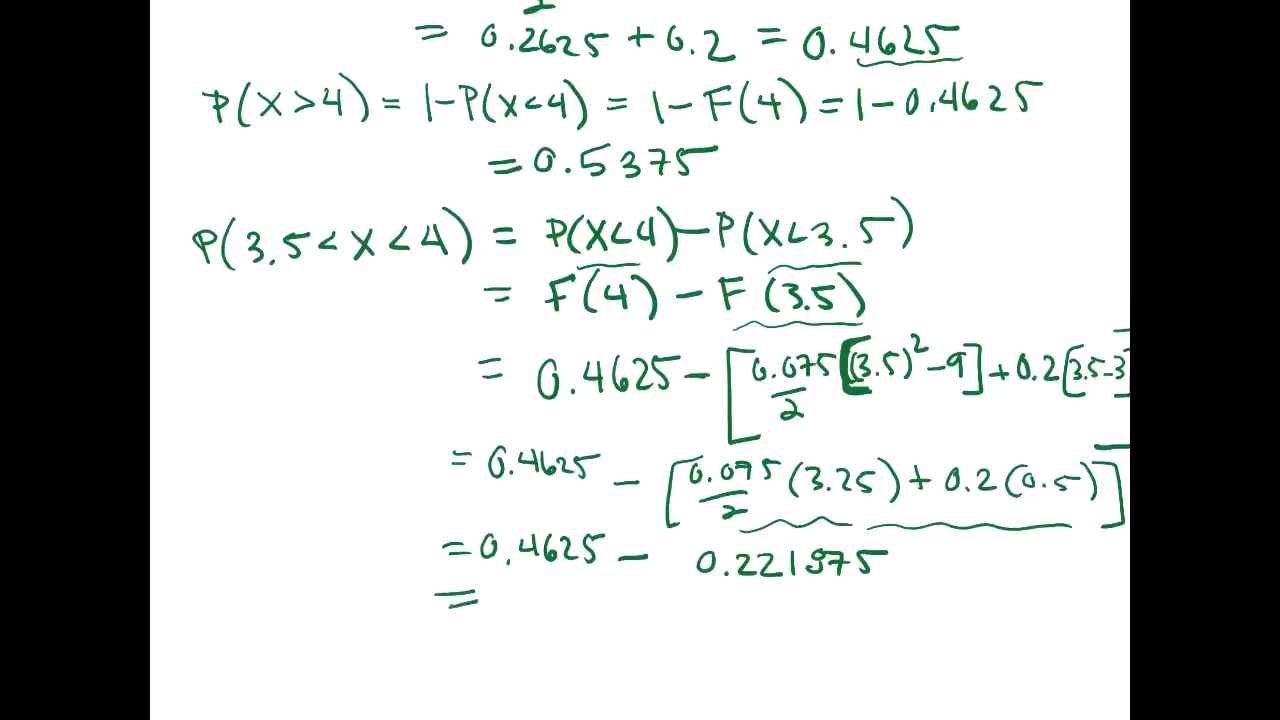 = 0.2625 + 0.2 = 0.4625
P(X>4) = 1-P(X<4) = 1 - F(4) = 1 - 0.4625
= 0.5375
P(3.5 < X < 4) = P(X<4) - P(X<3.5)
= F(4) - F(3.5)
= 0.4625 - [0.075/2 [(3.5)² - 9] + 0.2[3.5-3]
= 0.4625 - [0.075/2 (3.25) + 0.2(0.5)]
= 0.4625 - 0.221875
=